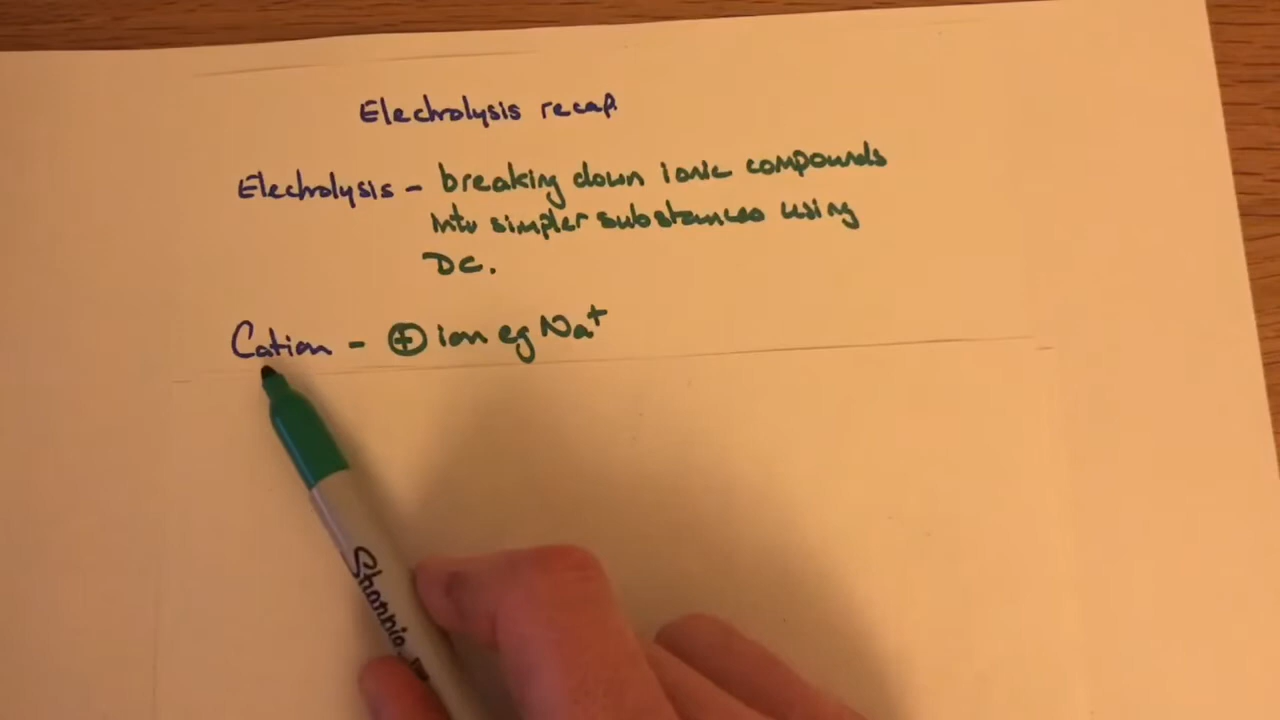 Electrolysis recap.
Electrolysis - breaking down ionic compounds
into simpler substances using
DC.
Cation - ⊕ ion eg Na⁺
Sharpie